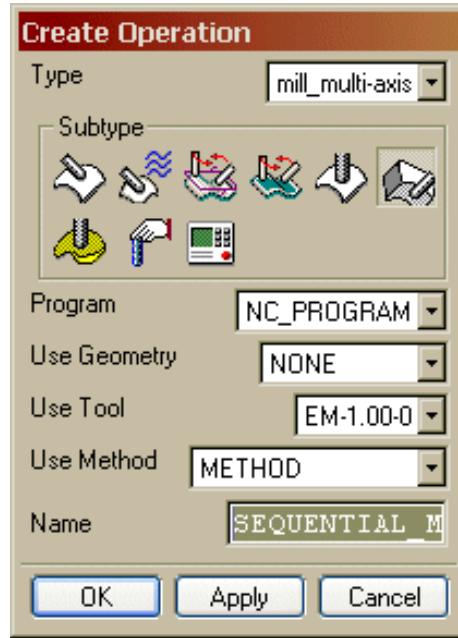 Create Operation
Type mill_multi-axis
Subtype
Program NC_PROGRAM
Use Geometry NONE
Use Tool EM-1.00-0
Use Method METHOD
Name SEQUENTIAL_M
OK Apply Cancel